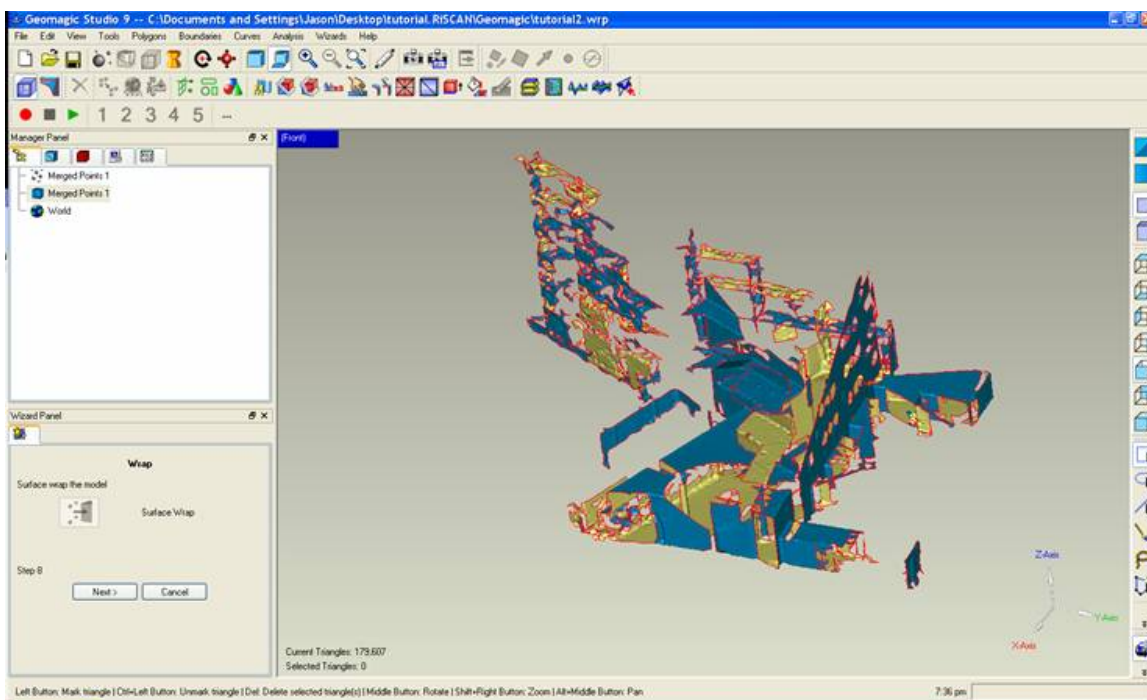 Geomagic Studio 9 -- C:\Documents and Settings\Jason\Desktop\tutorial.RiSCAN\Geomagic\tutorial2.wrp
File Edit View Tools Polygons Boundaries Curves Analysis Wizards Help
1 2 3 4 5
Manager Panel
(Front)
Merged Points 1
Merged Points 1
World
Wizard Panel
Wrap
Surface wrap the model
Surface Wrap
Step 8
Next >
Cancel
Z-Axis
Y-Axis
X-Axis
Current Triangles: 179,607
Selected Triangles: 0
Left Button: Mark triangle | Ctrl+Left Button: Unmark triangle | Del: Delete selected triangle(s) | Middle Button: Rotate | Shift+Right Button: Zoom | Alt+Middle Button: Pan
7:36 pm